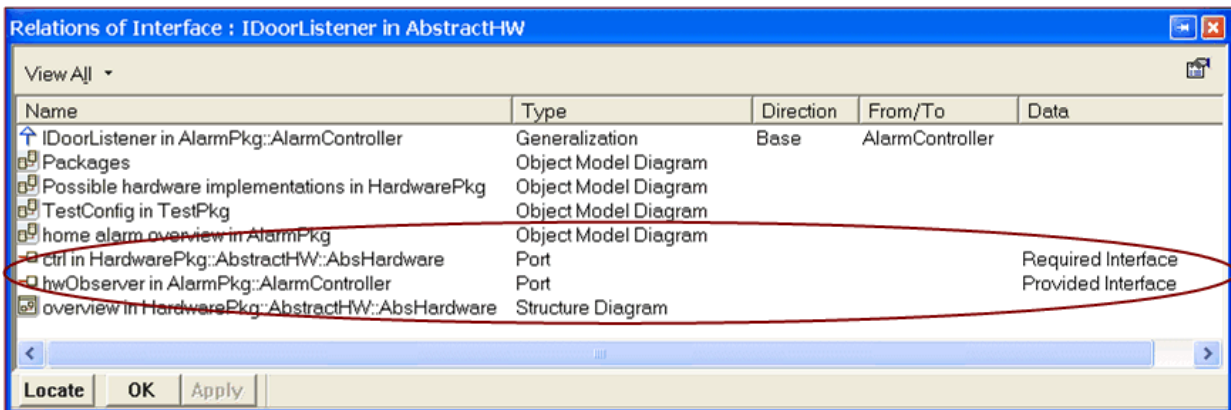 Relations of Interface : IDoorListener in AbstractHW
View All
Name Type Direction From/To Data
IDoorListener in AlarmPkg::AlarmController Generalization Base AlarmController
Packages Object Model Diagram
Possible hardware implementations in HardwarePkg Object Model Diagram
TestConfig in TestPkg Object Model Diagram
home alarm overview in AlarmPkg Object Model Diagram
ctrl in HardwarePkg::AbstractHW::AbsHardware Port Required Interface
hwObserver in AlarmPkg::AlarmController Port Provided Interface
overview in HardwarePkg::AbstractHW::AbsHardware Structure Diagram
Locate OK Apply